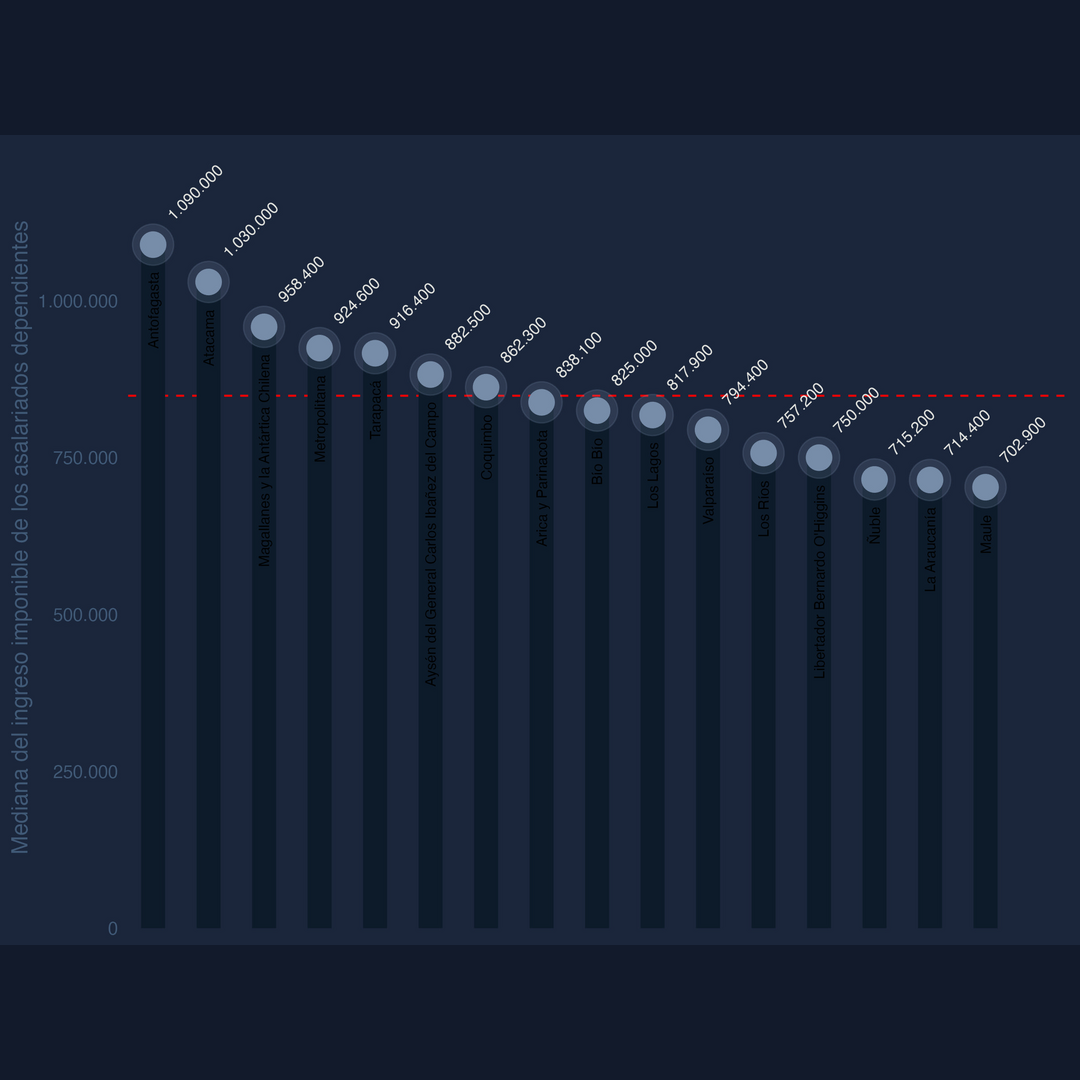 Mediana del ingreso imponible de los asalariados dependientes
1.000.000
750.000
500.000
250.000
0
1.090.000
1.030.000
958.400
924.600
916.400
882.500
862.300
838.100
825.000
817.900
794.400
757.200
750.000
715.200
714.400
702.900
Antofagasta
Atacama
Magallanes y la Antártica Chilena
Metropolitana
Tarapacá
Aysén del General Carlos Ibañez del Campo
Coquimbo
Arica y Parinacota
Bio Bío
Los Lagos
Valparaíso
Los Ríos
Libertador Bernardo O'Higgins
Ñuble
La Araucanía
Maule